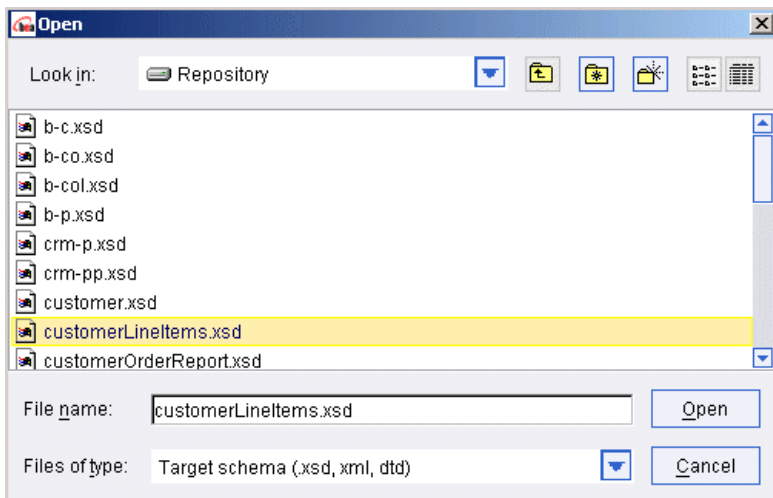 Open
Look in: Repository
b-c.xsd
b-co.xsd
b-col.xsd
b-p.xsd
crm-p.xsd
crm-pp.xsd
customer.xsd
customerLineItems.xsd
customerOrderReport.xsd
File name: customerLineItems.xsd Open
Files of type: Target schema (.xsd, xml, dtd) Cancel